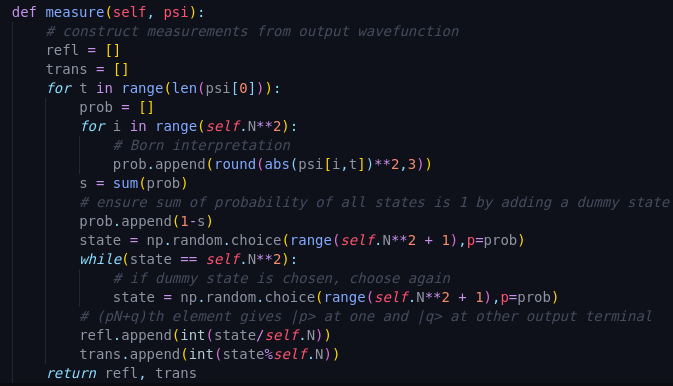 def measure(self, psi):
    # construct measurements from output wavefunction
    refl = []
    trans = []
    for t in range(len(psi[0])):
        prob = []
        for i in range(self.N**2):
            # Born interpretation
            prob.append(round(abs(psi[i,t])**2,3))
        s = sum(prob)
        # ensure sum of probability of all states is 1 by adding a dummy state
        prob.append(1-s)
        state = np.random.choice(range(self.N**2 + 1),p=prob)
        while(state == self.N**2):
            # if dummy state is chosen, choose again
            state = np.random.choice(range(self.N**2 + 1),p=prob)
        # (pN+q)th element gives |p> at one and |q> at other output terminal
        refl.append(int(state/self.N))
        trans.append(int(state%self.N))
    return refl, trans